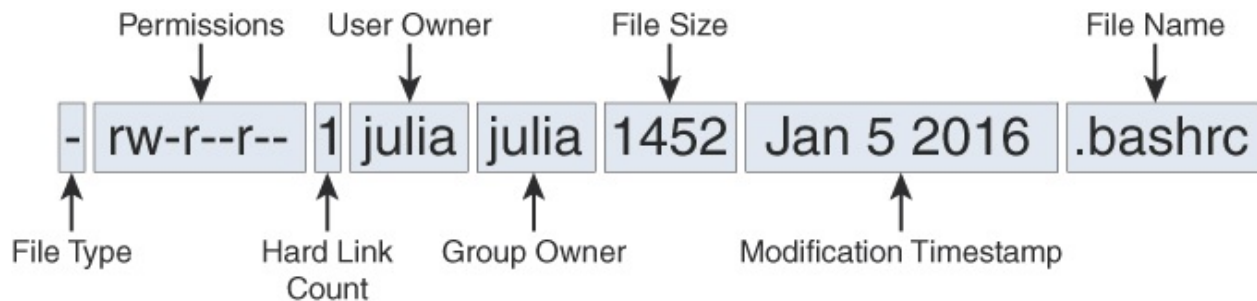 Permissions User Owner File Size File Name
- rw-r--r-- 1 julia julia 1452 Jan 5 2016 .bashrc
File Type Hard Link Group Owner Modification Timestamp
Count